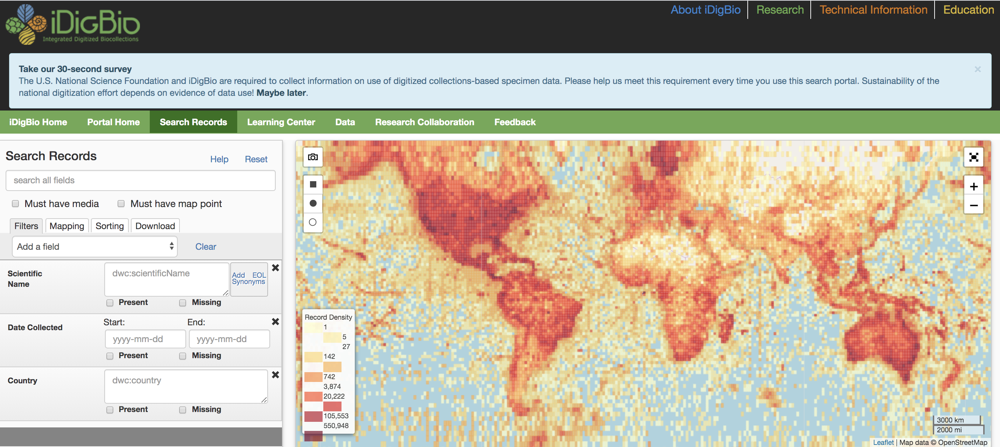 iDigBio
Integrated Digitized Biocollections
About iDigBio
Research
Technical Information
Education
Take our 30-second survey
×
The U.S. National Science Foundation and iDigBio are required to collect information on use of digitized collections-based specimen data. Please help us meet this requirement every time you use this search portal. Sustainability of the
national digitization effort depends on evidence of data use! Maybe later.
iDigBio Home
Portal Home
Search Records
Learning Center
Data
Research Collaboration
Feedback
Search Records
Help
Reset
search all fields
Must have media
Must have map point
Filters
Mapping
Sorting
Download
Add a field
Clear
Scientific
Name
dwc:scientificName
Add EOL
Synonyms
Present
Missing
Date Collected
Start:
End:
yyyy-mm-dd
yyyy-mm-dd
Present
Missing
Country
dwc:country
Present
Missing
+
−
Record Density
1
5
27
142
742
3,874
20,222
105,553
550,948
3000 km
2000 mi
Leaflet | Map data © OpenStreetMap